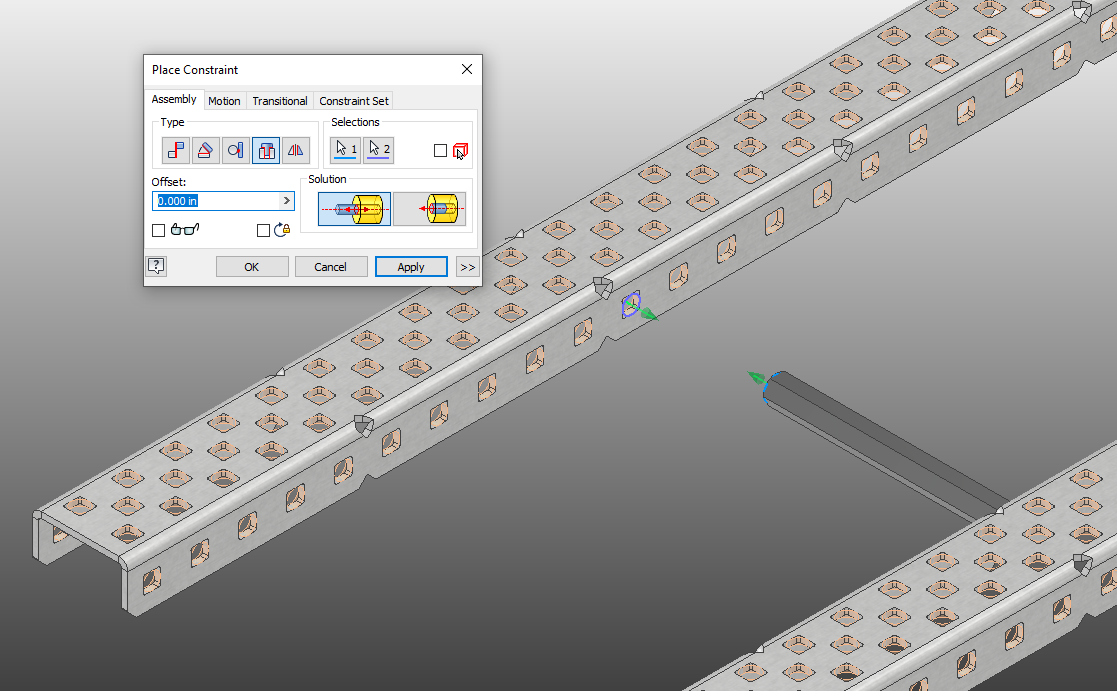 Place Constraint
Assembly Motion Transitional Constraint Set
Type
Selections
1 2
Offset:
0.000 in >
Solution
?
OK Cancel Apply >>